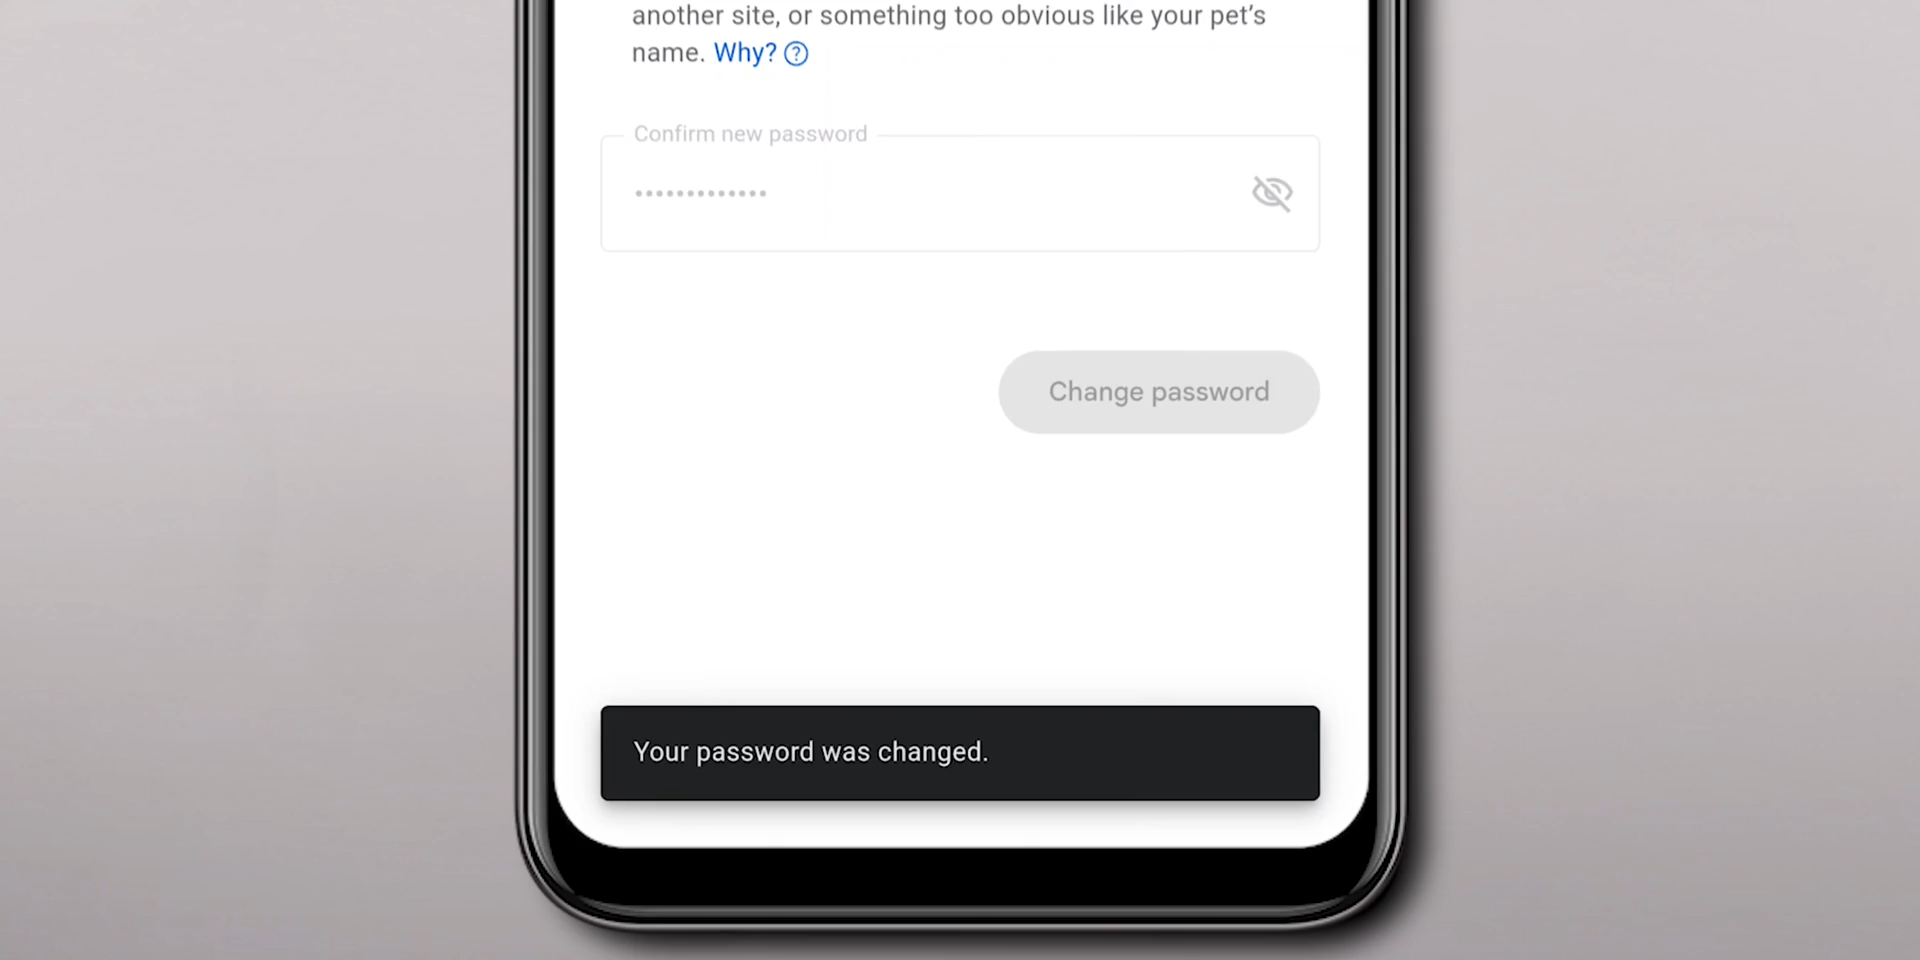 another site, or something too obvious like your pet’s
name. Why?
Confirm new password
•••••••••••••
Change password
Your password was changed.